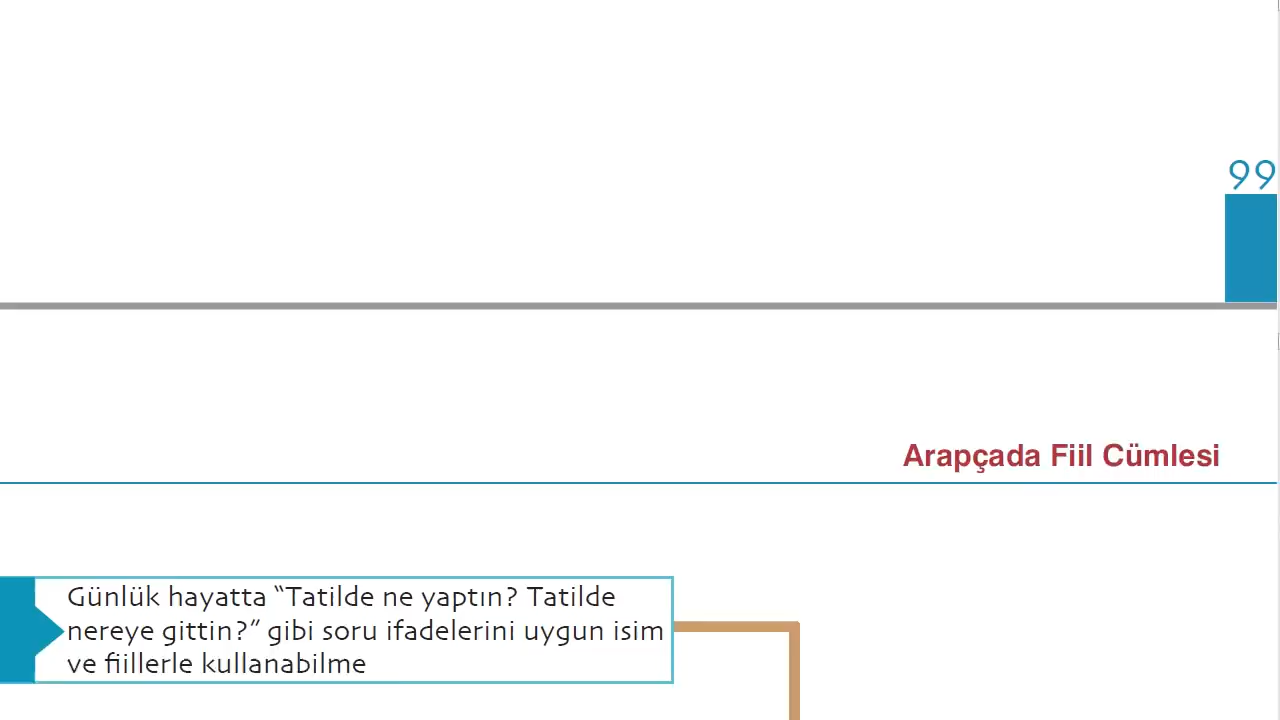 99
Arapçada Fiil Cümlesi
Günlük hayatta “Tatilde ne yaptın? Tatilde
nereye gittin?” gibi soru ifadelerini uygun isim
ve fiillerle kullanabilme